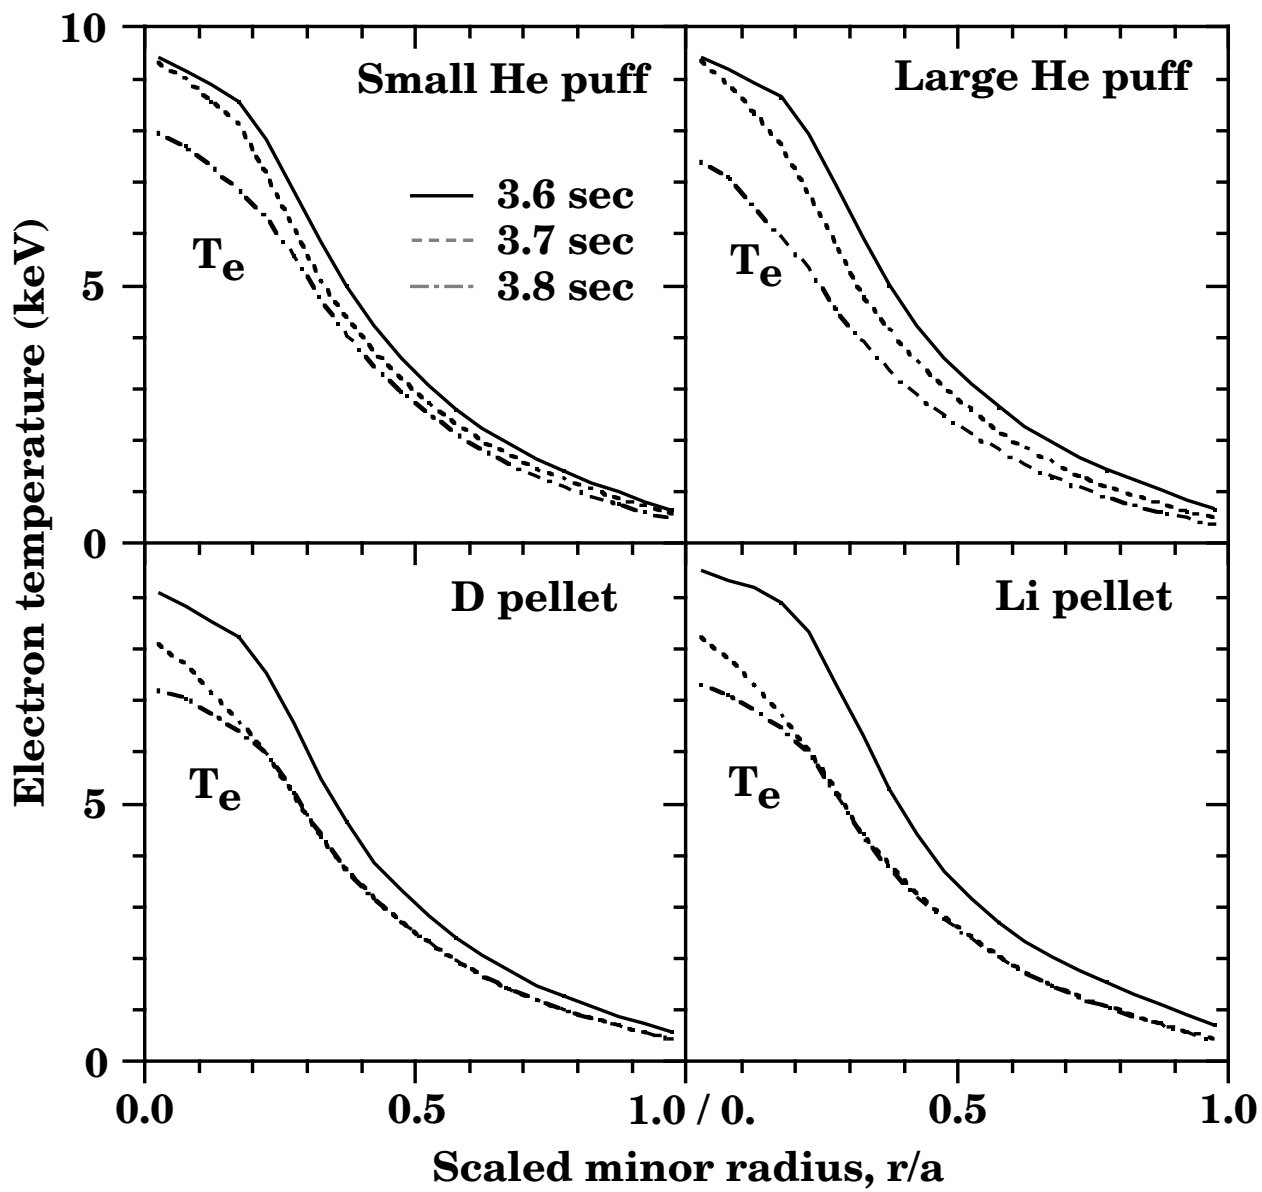 10
Small He puff
Large He puff
3.6 sec
3.7 sec
3.8 sec
Te
Te
5
0
Electron temperature (keV)
D pellet
Li pellet
Te
Te
5
0
0.0
0.5
1.0 / 0.
0.5
1.0
Scaled minor radius, r/a